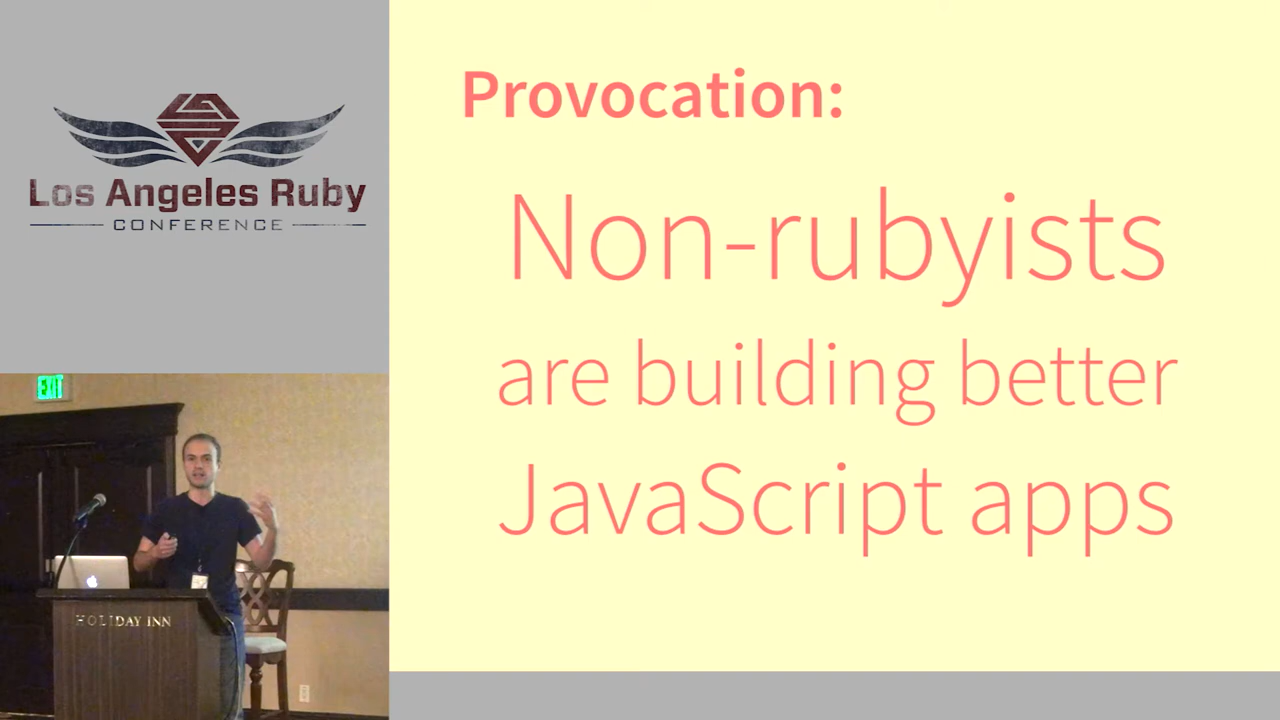 Los Angeles Ruby
CONFERENCE
EXIT
HOLIDAY INN
Provocation:
Non-rubyists
are building better
JavaScript apps